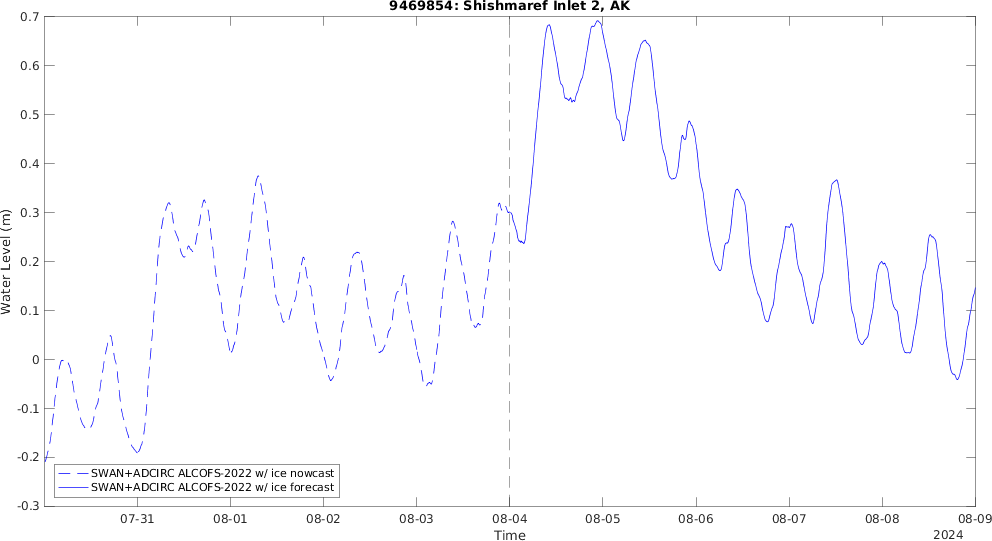 9469854: Shishmaref Inlet 2, AK
0.7
0.6
0.5
0.4
0.3
0.2
0.1
0
-0.1
-0.2
-0.3
Water Level (m)
SWAN+ADCIRC ALCOFS-2022 w/ ice nowcast
SWAN+ADCIRC ALCOFS-2022 w/ ice forecast
07-31 08-01 08-02 08-03 08-04 08-05 08-06 08-07 08-08 08-09
Time
2024